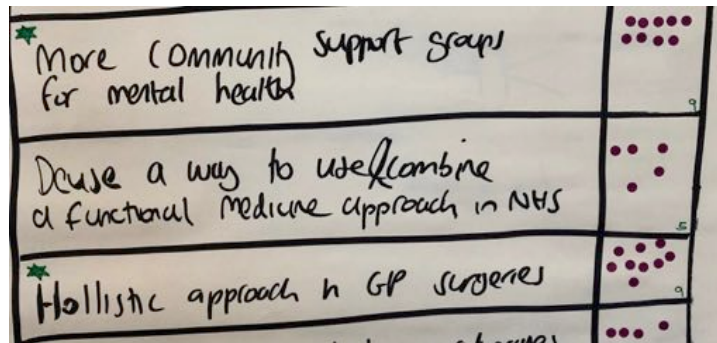 More Community support groups
for mental health
9
Devise a way to use/combine
a functional medicine approach in NHS
5
Hollistic approach in GP surgeries
9